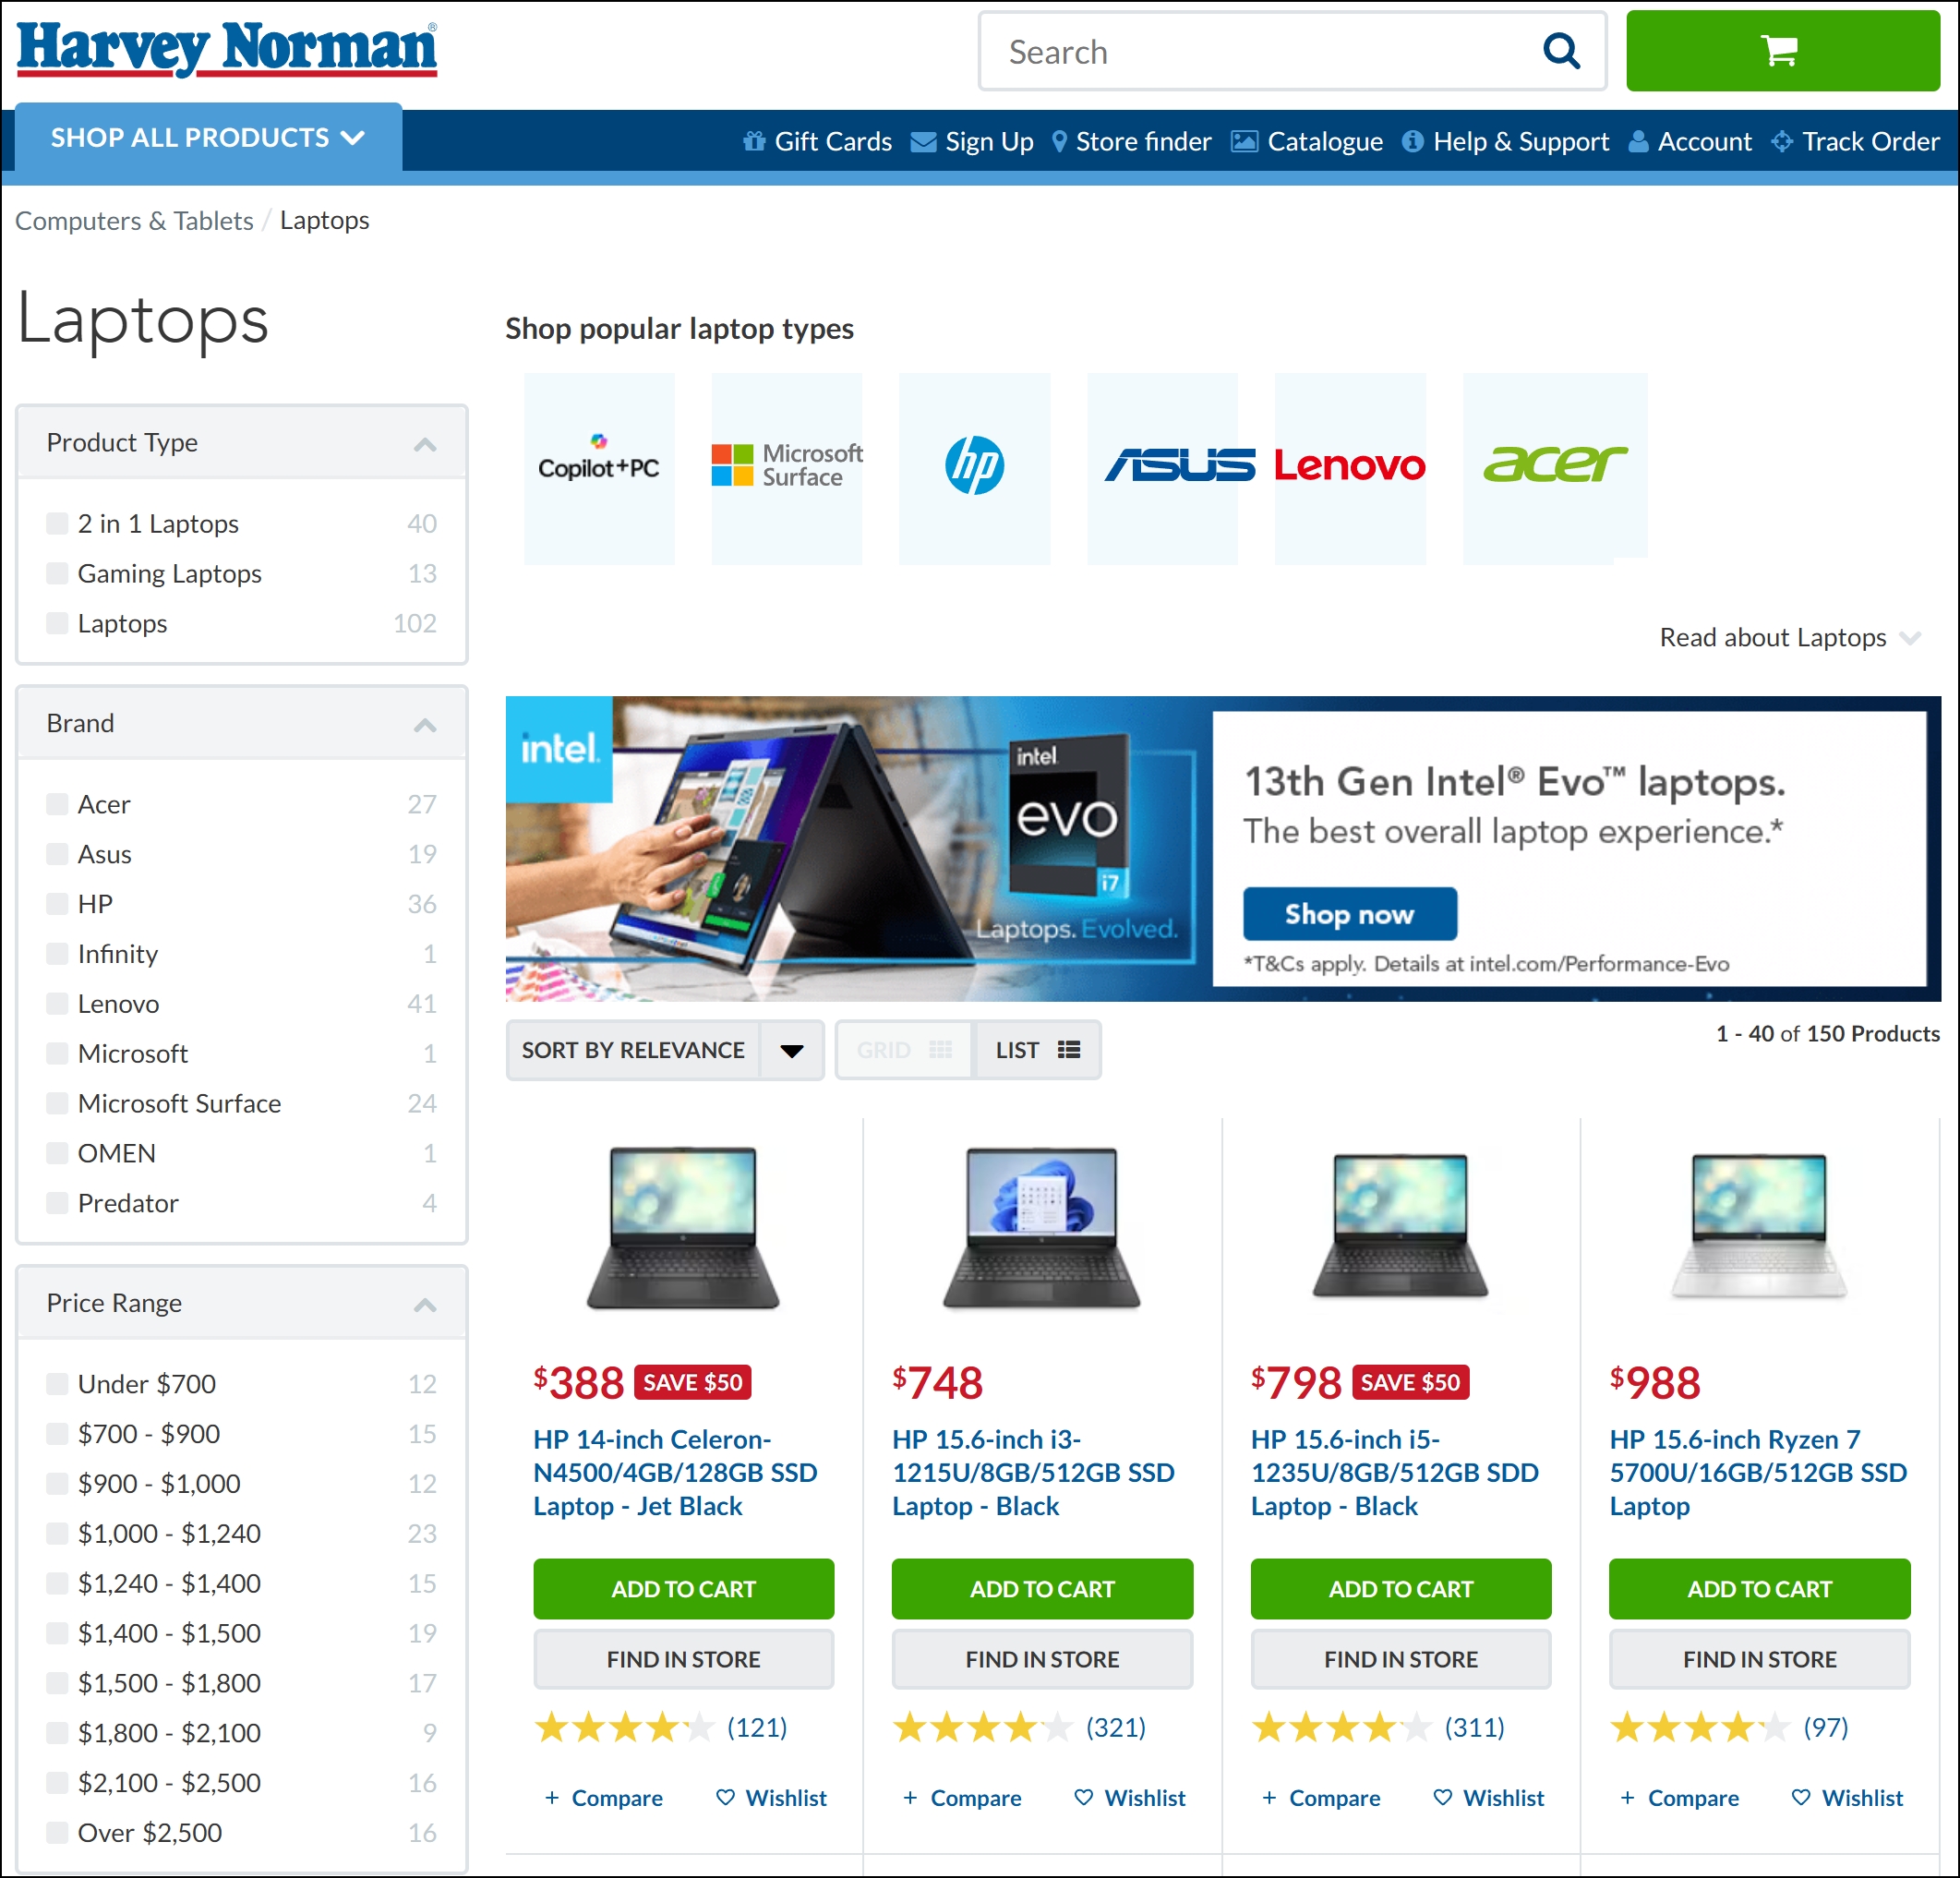 Harvey Norman®
Search
SHOP ALL PRODUCTS
Gift Cards Sign Up Store finder Catalogue Help & Support Account Track Order
Computers & Tablets / Laptops
Laptops
Product Type
2 in 1 Laptops 40
Gaming Laptops 13
Laptops 102
Brand
Acer 27
Asus 19
HP 36
Infinity 1
Lenovo 41
Microsoft 1
Microsoft Surface 24
OMEN 1
Predator 4
Price Range
Under $700 12
$700 - $900 15
$900 - $1,000 12
$1,000 - $1,240 23
$1,240 - $1,400 15
$1,400 - $1,500 19
$1,500 - $1,800 17
$1,800 - $2,100 9
$2,100 - $2,500 16
Over $2,500 16
Shop popular laptop types
Copilot+PC
Microsoft
Surface
hp
ASUS
Lenovo
acer
Read about Laptops
intel.
intel
evo
i7
Laptops. Evolved.
13th Gen Intel® Evo™ laptops.
The best overall laptop experience.*
Shop now
*T&Cs apply. Details at intel.com/Performance-Evo
SORT BY RELEVANCE
GRID
LIST
1 - 40 of 150 Products
$388 SAVE $50
HP 14-inch Celeron-
N4500/4GB/128GB SSD
Laptop - Jet Black
ADD TO CART
FIND IN STORE
(121)
+ Compare Wishlist
$748
HP 15.6-inch i3-
1215U/8GB/512GB SSD
Laptop - Black
ADD TO CART
FIND IN STORE
(321)
+ Compare Wishlist
$798 SAVE $50
HP 15.6-inch i5-
1235U/8GB/512GB SDD
Laptop - Black
ADD TO CART
FIND IN STORE
(311)
+ Compare Wishlist
$988
HP 15.6-inch Ryzen 7
5700U/16GB/512GB SSD
Laptop
ADD TO CART
FIND IN STORE
(97)
+ Compare Wishlist